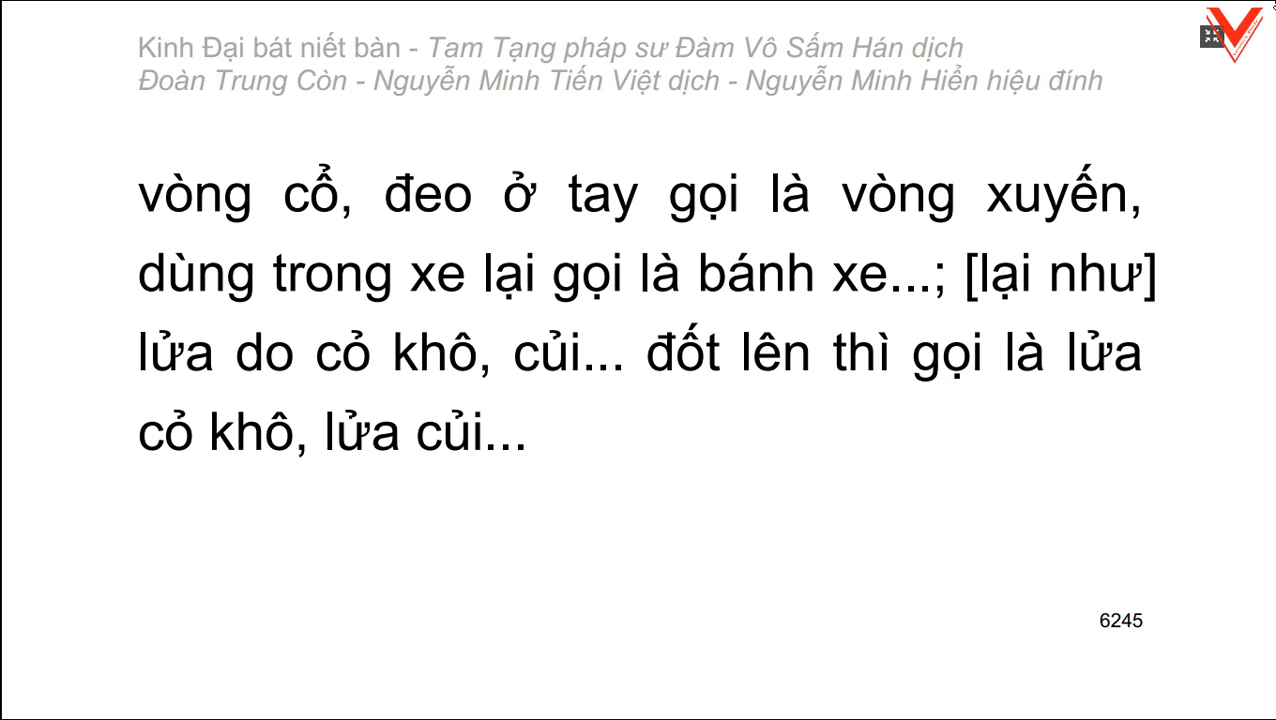 Kinh Đại bát niết bàn - Tam Tạng pháp sư Đàm Vô Sấm Hán dịch
Đoàn Trung Còn - Nguyễn Minh Tiến Việt dịch - Nguyễn Minh Hiển hiệu đính
vòng cổ, đeo ở tay gọi là vòng xuyến,
dùng trong xe lại gọi là bánh xe...; [lại như]
lửa do cỏ khô, củi... đốt lên thì gọi là lửa
cỏ khô, lửa củi...
6245